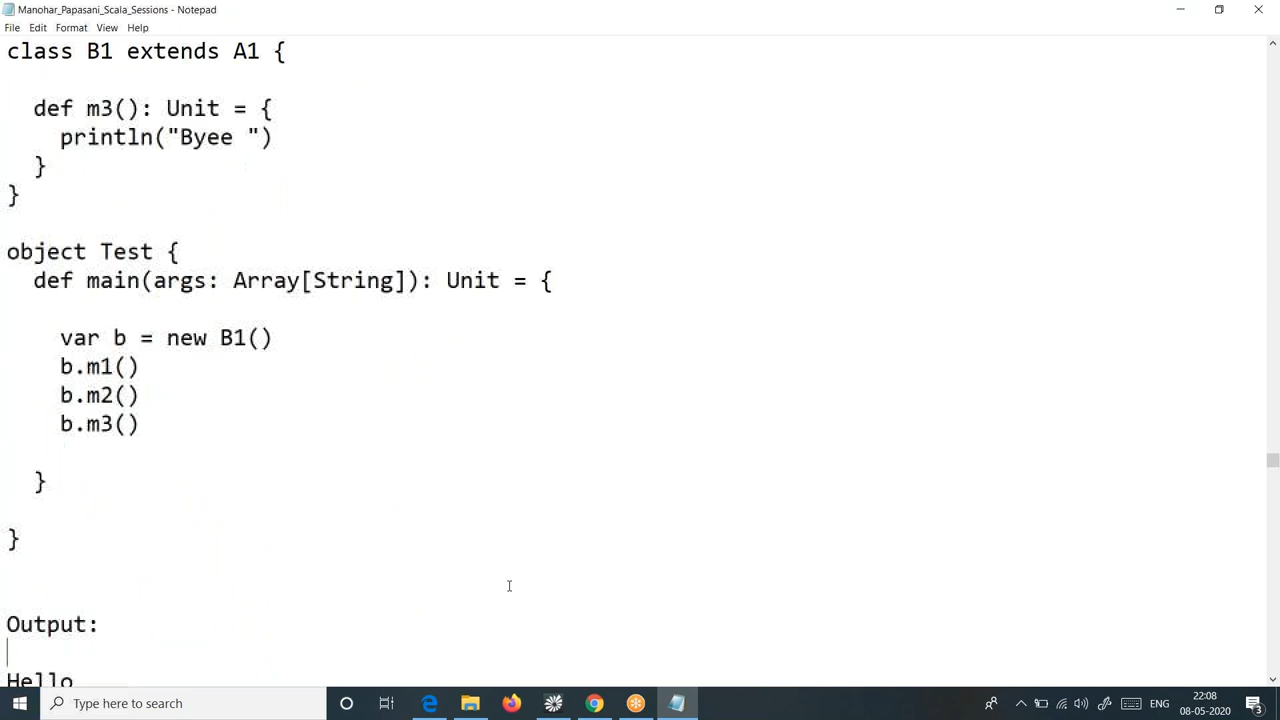 Manohar_Papasani_Scala_Sessions - Notepad
File Edit Format View Help
class B1 extends A1 {
  def m3(): Unit = {
    println("Byee ")
  }
}
object Test {
  def main(args: Array[String]): Unit = {
    var b = new B1()
    b.m1()
    b.m2()
    b.m3()
  }
}
Output:
Hello
Type here to search
ENG
22:08
08-05-2020
3